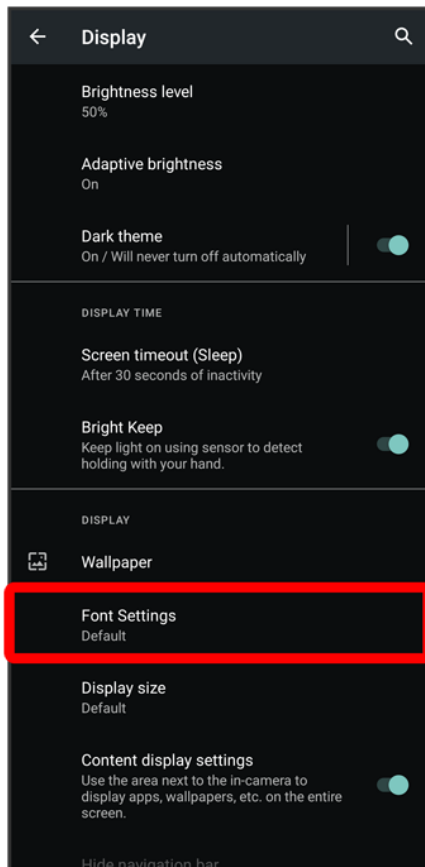 Display
Brightness level
50%
Adaptive brightness
On
Dark theme
On / Will never turn off automatically
DISPLAY TIME
Screen timeout (Sleep)
After 30 seconds of inactivity
Bright Keep
Keep light on using sensor to detect
holding with your hand.
DISPLAY
Wallpaper
Font Settings
Default
Display size
Default
Content display settings
Use the area next to the in-camera to
display apps, wallpapers, etc. on the entire
screen.
Hide navigation bar